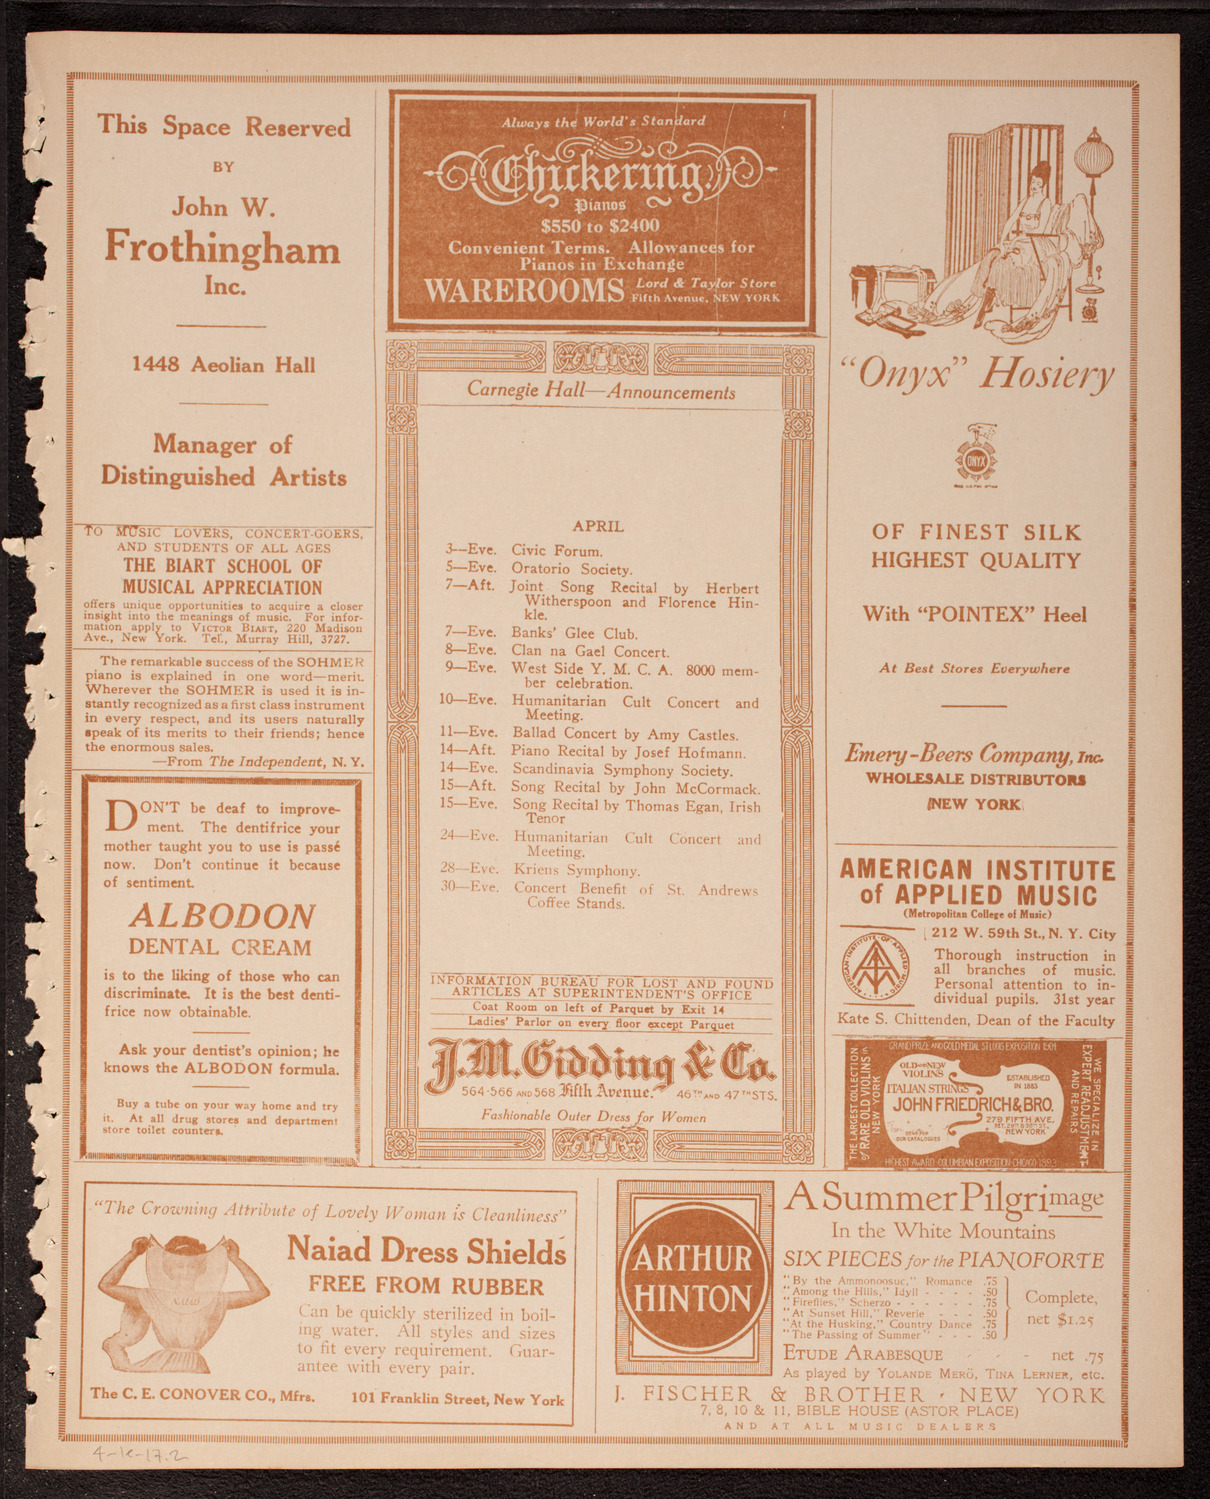 This Space Reserved
BY
John W.
Frothingham
Inc.
1448 Aeolian Hall
Manager of
Distinguished Artists
TO MUSIC LOVERS, CONCERT-GOERS,
AND STUDENTS OF ALL AGES
THE BIART SCHOOL OF
MUSICAL APPRECIATION
offers unique opportunities to acquire a closer
insight into the meanings of music. For infor-
mation apply to VICTOR BIART, 220 Madison
Ave., New York. Tel., Murray Hill, 3727.
The remarkable success of the SOHMER
piano is explained in one word—merit.
Wherever the SOHMER is used it is in-
stantly recognized as a first class instrument
in every respect, and its users naturally
speak of its merits to their friends; hence
the enormous sales.
—From The Independent, N. Y.
DON'T be deaf to improve-
ment. The dentifrice your
mother taught you to use is passé
now. Don't continue it because
of sentiment.
ALBODON
DENTAL CREAM
is to the liking of those who can
discriminate. It is the best denti-
frice now obtainable.
Ask your dentist's opinion; he
knows the ALBODON formula.
Buy a tube on your way home and try
it. At all drug stores and department
store toilet counters.
Always the World's Standard
Chickering
Pianos
$550 to $2400
Convenient Terms. Allowances for
Pianos in Exchange
WAREROOMS Lord & Taylor Store
Fifth Avenue, NEW YORK
Carnegie Hall—Announcements
APRIL
3—Eve. Civic Forum.
5—Eve. Oratorio Society.
7—Aft. Joint Song Recital by Herbert
Witherspoon and Florence Hin-
kle.
7—Eve. Banks' Glee Club.
8—Eve. Clan na Gael Concert.
9—Eve. West Side Y. M. C. A. 8000 mem-
ber celebration.
10—Eve. Humanitarian Cult Concert and
Meeting.
11—Eve. Ballad Concert by Amy Castles.
14—Aft. Piano Recital by Josef Hofmann.
14—Eve. Scandinavia Symphony Society.
15—Aft. Song Recital by John McCormack.
15—Eve. Song Recital by Thomas Egan, Irish
Tenor
24—Eve. Humanitarian Cult Concert and
Meeting.
28—Eve. Kriens Symphony.
30—Eve. Concert Benefit of St. Andrews
Coffee Stands.
INFORMATION BUREAU FOR LOST AND FOUND
ARTICLES AT SUPERINTENDENT'S OFFICE
Coat Room on left of Parquet by Exit 14
Ladies' Parlor on every floor except Parquet
J.M. Gidding & Co.
564-566 AND 568 Fifth Avenue. 46TH AND 47TH STS.
Fashionable Outer Dress for Women
"Onyx" Hosiery
ONYX
OF FINEST SILK
HIGHEST QUALITY
With "POINTEX" Heel
At Best Stores Everywhere
Emery-Beers Company, Inc.
WHOLESALE DISTRIBUTORS
NEW YORK
AMERICAN INSTITUTE
of APPLIED MUSIC
(Metropolitan College of Music)
212 W. 59th St., N. Y. City
AMERICAN INSTITUTE OF APPLIED MUSIC
Thorough instruction in
all branches of music.
Personal attention to in-
dividual pupils. 31st year
Kate S. Chittenden, Dean of the Faculty
GRAND PRIZE AND GOLD MEDAL ST LOUIS EXPOSITION 1904
THE LARGEST COLLECTION
of RARE OLD VIOLINS in
NEW YORK
OLD AND NEW
VIOLINS
ITALIAN STRINGS
ESTABLISHED
IN 1883
JOHN FRIEDRICH & BRO.
279 FIFTH AVE.
NEW YORK
OUR CATALOGUES
WE SPECIALIZE IN
EXPERT READJUSTMENT
AND REPAIRS
HIGHEST AWARD COLUMBIAN EXPOSITION CHICAGO 1893
"The Crowning Attribute of Lovely Woman is Cleanliness"
NAIAD
Naiad Dress Shields
FREE FROM RUBBER
Can be quickly sterilized in boil-
ing water. All styles and sizes
to fit every requirement. Guar-
antee with every pair.
The C. E. CONOVER CO., Mfrs. 101 Franklin Street, New York
ARTHUR
HINTON
A Summer Pilgrimage
In the White Mountains
SIX PIECES for the PIANOFORTE
"By the Ammonoosuc," Romance .75
"Among the Hills," Idyll - - - - .50
"Fireflies," Scherzo - - - - - - .75
"At Sunset Hill," Reverie - - - .50
"At the Husking," Country Dance .75
"The Passing of Summer" - - - .50
Complete,
net $1.25
ETUDE ARABESQUE - - - net .75
As played by YOLANDE MERÖ, TINA LERNER, etc.
J. FISCHER & BROTHER - NEW YORK
7, 8, 10 & 11, BIBLE HOUSE (ASTOR PLACE)
AND AT ALL MUSIC DEALERS